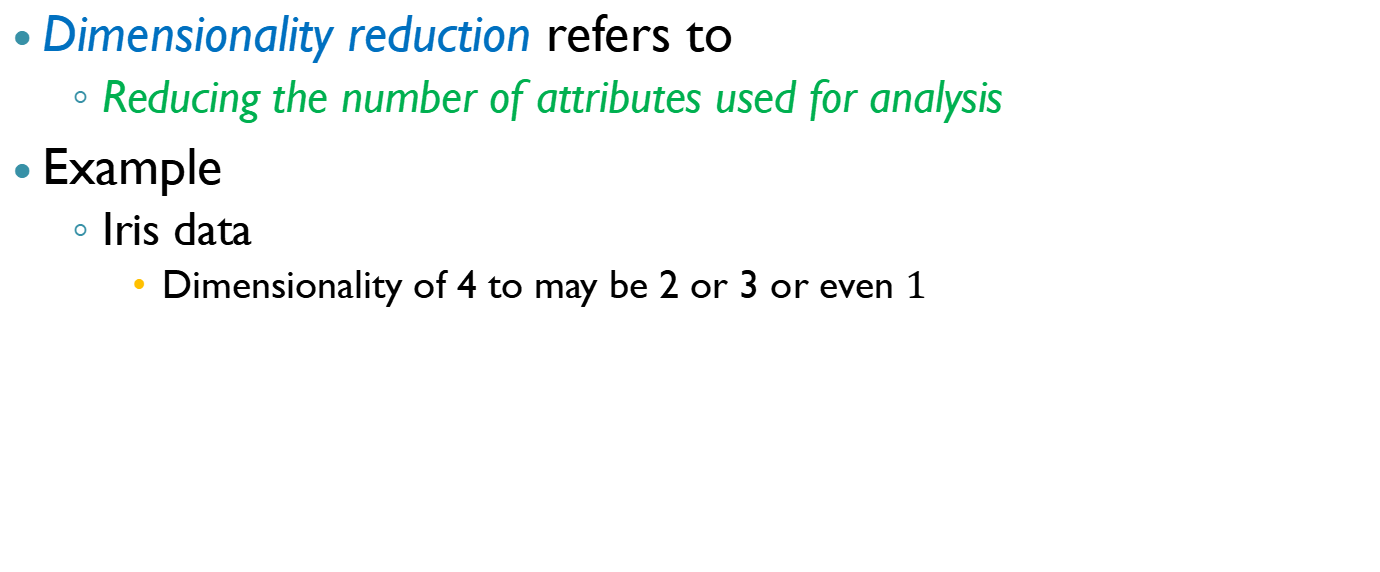 • Dimensionality reduction refers to
◦ Reducing the number of attributes used for analysis
• Example
◦ Iris data
• Dimensionality of 4 to may be 2 or 3 or even 1